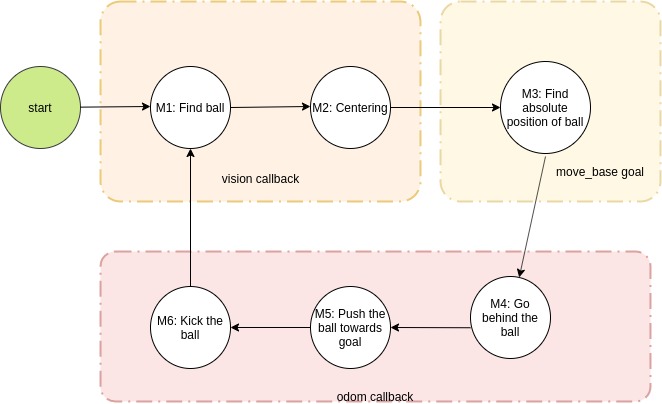 start
M1: Find ball
M2: Centering
M3: Find
absolute
position of ball
vision callback
move_base goal
M6: Kick the
ball
M5: Push the
ball towards
goal
M4: Go
behind the
ball
odom callback